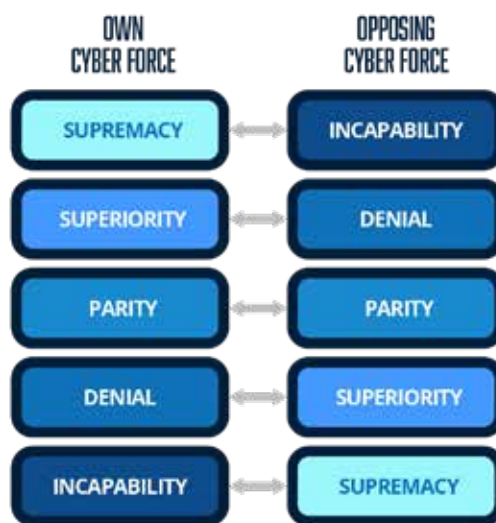 OWN
CYBER FORCE
OPPOSING
CYBER FORCE
SUPREMACY
INCAPABILITY
SUPERIORITY
DENIAL
PARITY
PARITY
DENIAL
SUPERIORITY
INCAPABILITY
SUPREMACY